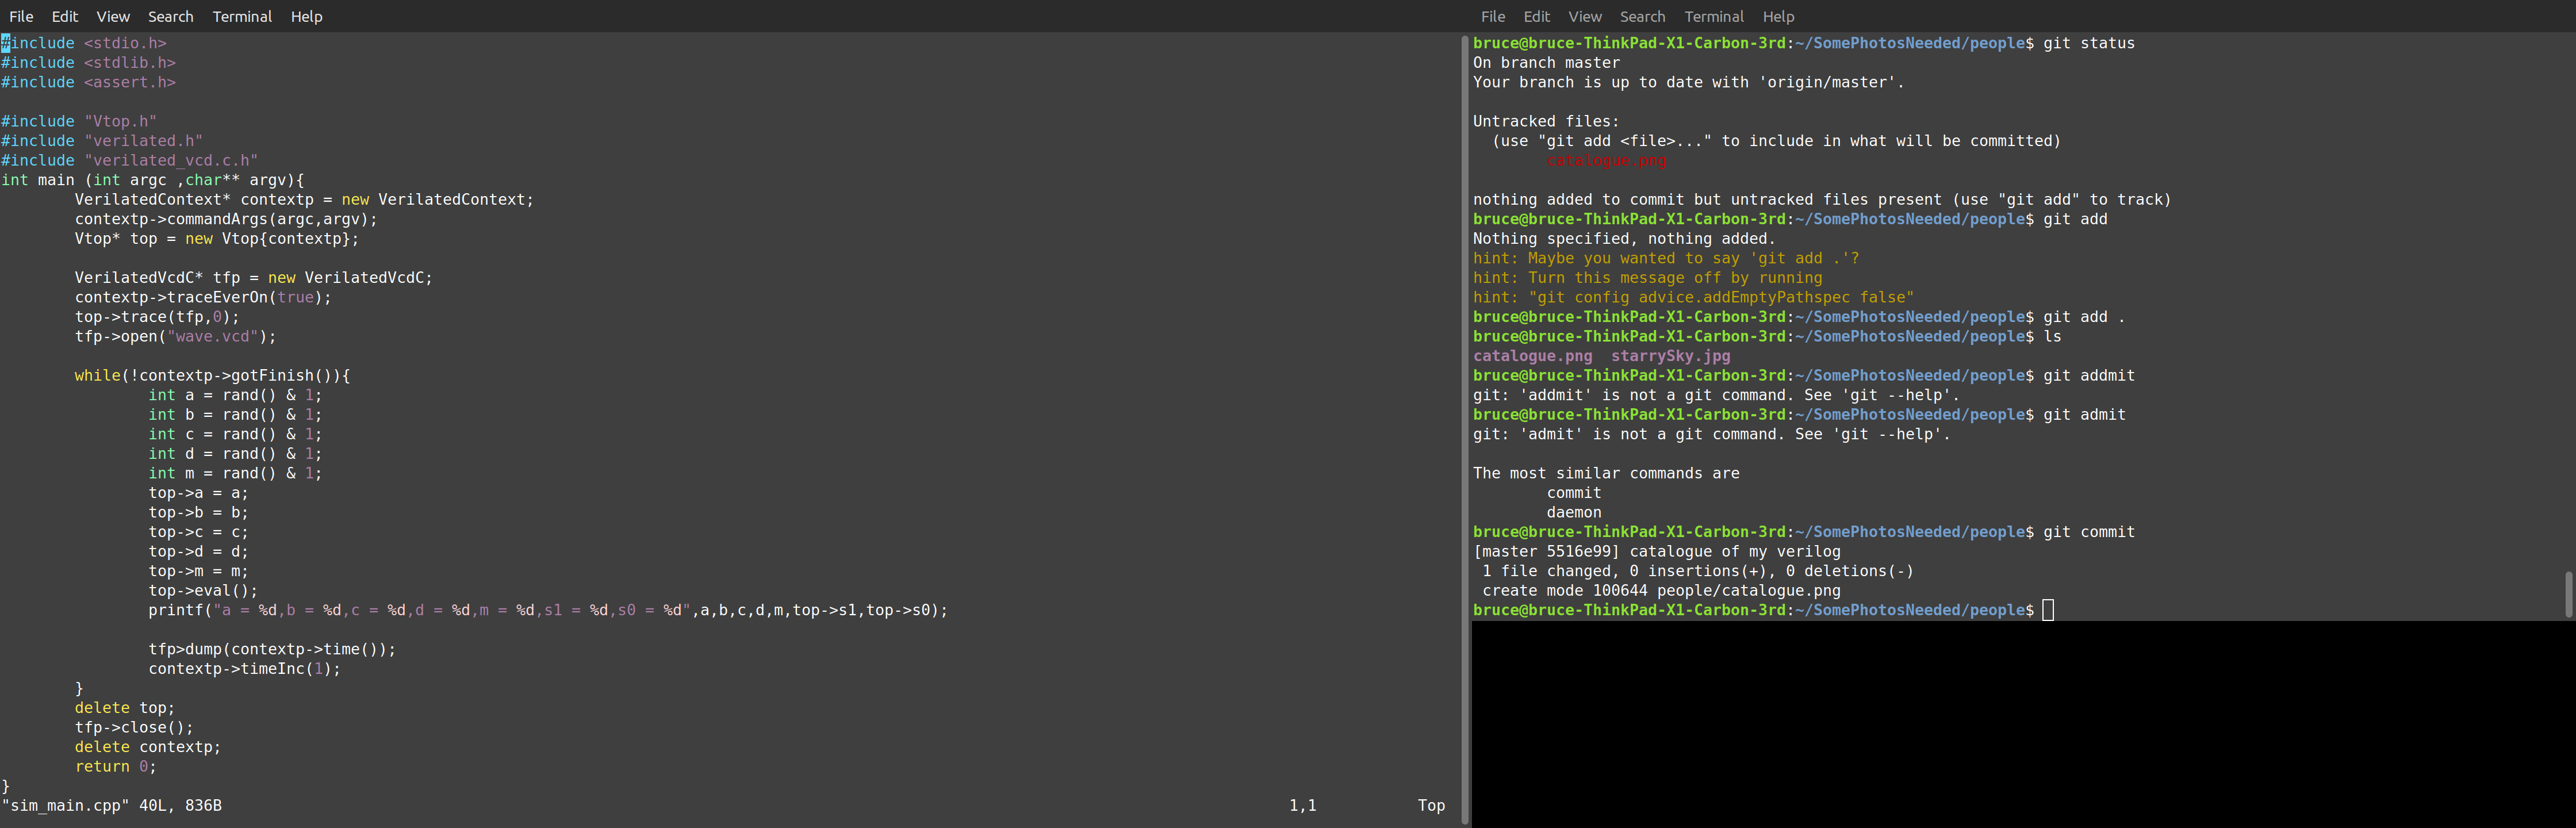 File Edit View Search Terminal Help
#include <stdio.h>
#include <stdlib.h>
#include <assert.h>
#include "Vtop.h"
#include "verilated.h"
#include "verilated_vcd.c.h"
int main (int argc ,char** argv){
        VerilatedContext* contextp = new VerilatedContext;
        contextp->commandArgs(argc,argv);
        Vtop* top = new Vtop{contextp};
        VerilatedVcdC* tfp = new VerilatedVcdC;
        contextp->traceEverOn(true);
        top->trace(tfp,0);
        tfp->open("wave.vcd");
        while(!contextp->gotFinish()){
                int a = rand() & 1;
                int b = rand() & 1;
                int c = rand() & 1;
                int d = rand() & 1;
                int m = rand() & 1;
                top->a = a;
                top->b = b;
                top->c = c;
                top->d = d;
                top->m = m;
                top->eval();
                printf("a = %d,b = %d,c = %d,d = %d,m = %d,s1 = %d,s0 = %d",a,b,c,d,m,top->s1,top->s0);
                tfp>dump(contextp->time());
                contextp->timeInc(1);
        }
        delete top;
        tfp->close();
        delete contextp;
        return 0;
}
"sim_main.cpp" 40L, 836B 1,1 Top
File Edit View Search Terminal Help
bruce@bruce-ThinkPad-X1-Carbon-3rd:~/SomePhotosNeeded/people$ git status
On branch master
Your branch is up to date with 'origin/master'.
Untracked files:
  (use "git add <file>..." to include in what will be committed)
        catalogue.png
nothing added to commit but untracked files present (use "git add" to track)
bruce@bruce-ThinkPad-X1-Carbon-3rd:~/SomePhotosNeeded/people$ git add
Nothing specified, nothing added.
hint: Maybe you wanted to say 'git add .'?
hint: Turn this message off by running
hint: "git config advice.addEmptyPathspec false"
bruce@bruce-ThinkPad-X1-Carbon-3rd:~/SomePhotosNeeded/people$ git add .
bruce@bruce-ThinkPad-X1-Carbon-3rd:~/SomePhotosNeeded/people$ ls
catalogue.png  starrySky.jpg
bruce@bruce-ThinkPad-X1-Carbon-3rd:~/SomePhotosNeeded/people$ git addmit
git: 'addmit' is not a git command. See 'git --help'.
bruce@bruce-ThinkPad-X1-Carbon-3rd:~/SomePhotosNeeded/people$ git admit
git: 'admit' is not a git command. See 'git --help'.
The most similar commands are
        commit
        daemon
bruce@bruce-ThinkPad-X1-Carbon-3rd:~/SomePhotosNeeded/people$ git commit
[master 5516e99] catalogue of my verilog
 1 file changed, 0 insertions(+), 0 deletions(-)
 create mode 100644 people/catalogue.png
bruce@bruce-ThinkPad-X1-Carbon-3rd:~/SomePhotosNeeded/people$